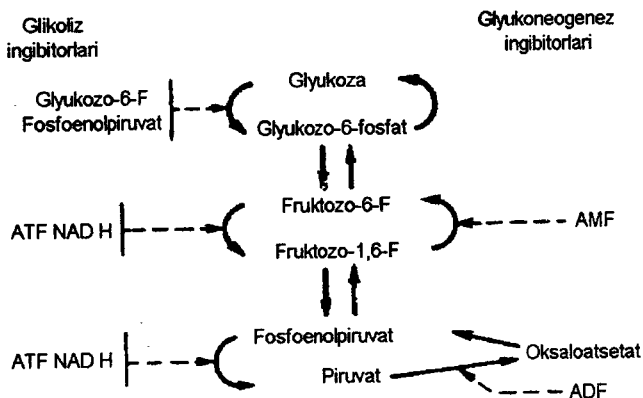 Glikoliz
ingibitorlari
Glyukoneogenez
ingibitorlari
Glyukozo-6-F
Fosfoenolpiruvat
Glyukoza
Glyukozo-6-fosfat
ATF NAD H
Fruktozo-6-F
Fruktozo-1,6-F
AMF
ATF NAD H
Fosfoenolpiruvat
Piruvat
Oksaloatsetat
ADF